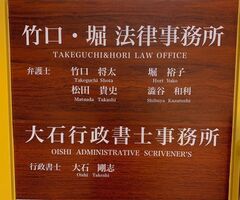 竹口・堀 法律事務所
TAKEGUCHI&HORI LAW OFFICE
弁護士 竹口 将太 堀 裕子
Takeguchi Shota Hori Yuko
松田 貴史 澁谷 和利
Matsuda Takashi Shibuya Kazutoshi
大石行政書士事務所
OISHI ADMINISTRATIVE SCRIVENER'S
行政書士 大石 剛志
Oishi Takeshi